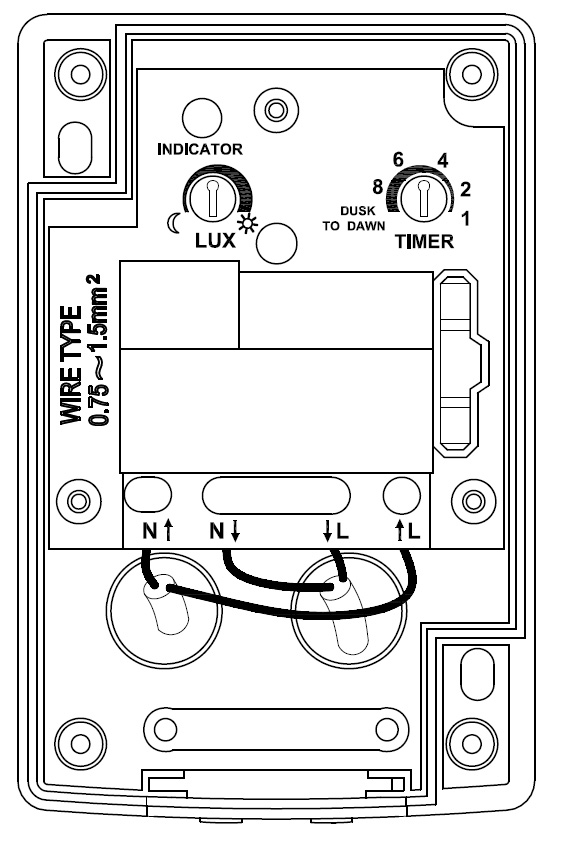 INDICATOR
LUX
6 4
8 2
1
DUSK
TO DAWN
TIMER
WIRE TYPE
0.75～1.5mm²
N↑ N↓ ↓L ↑L